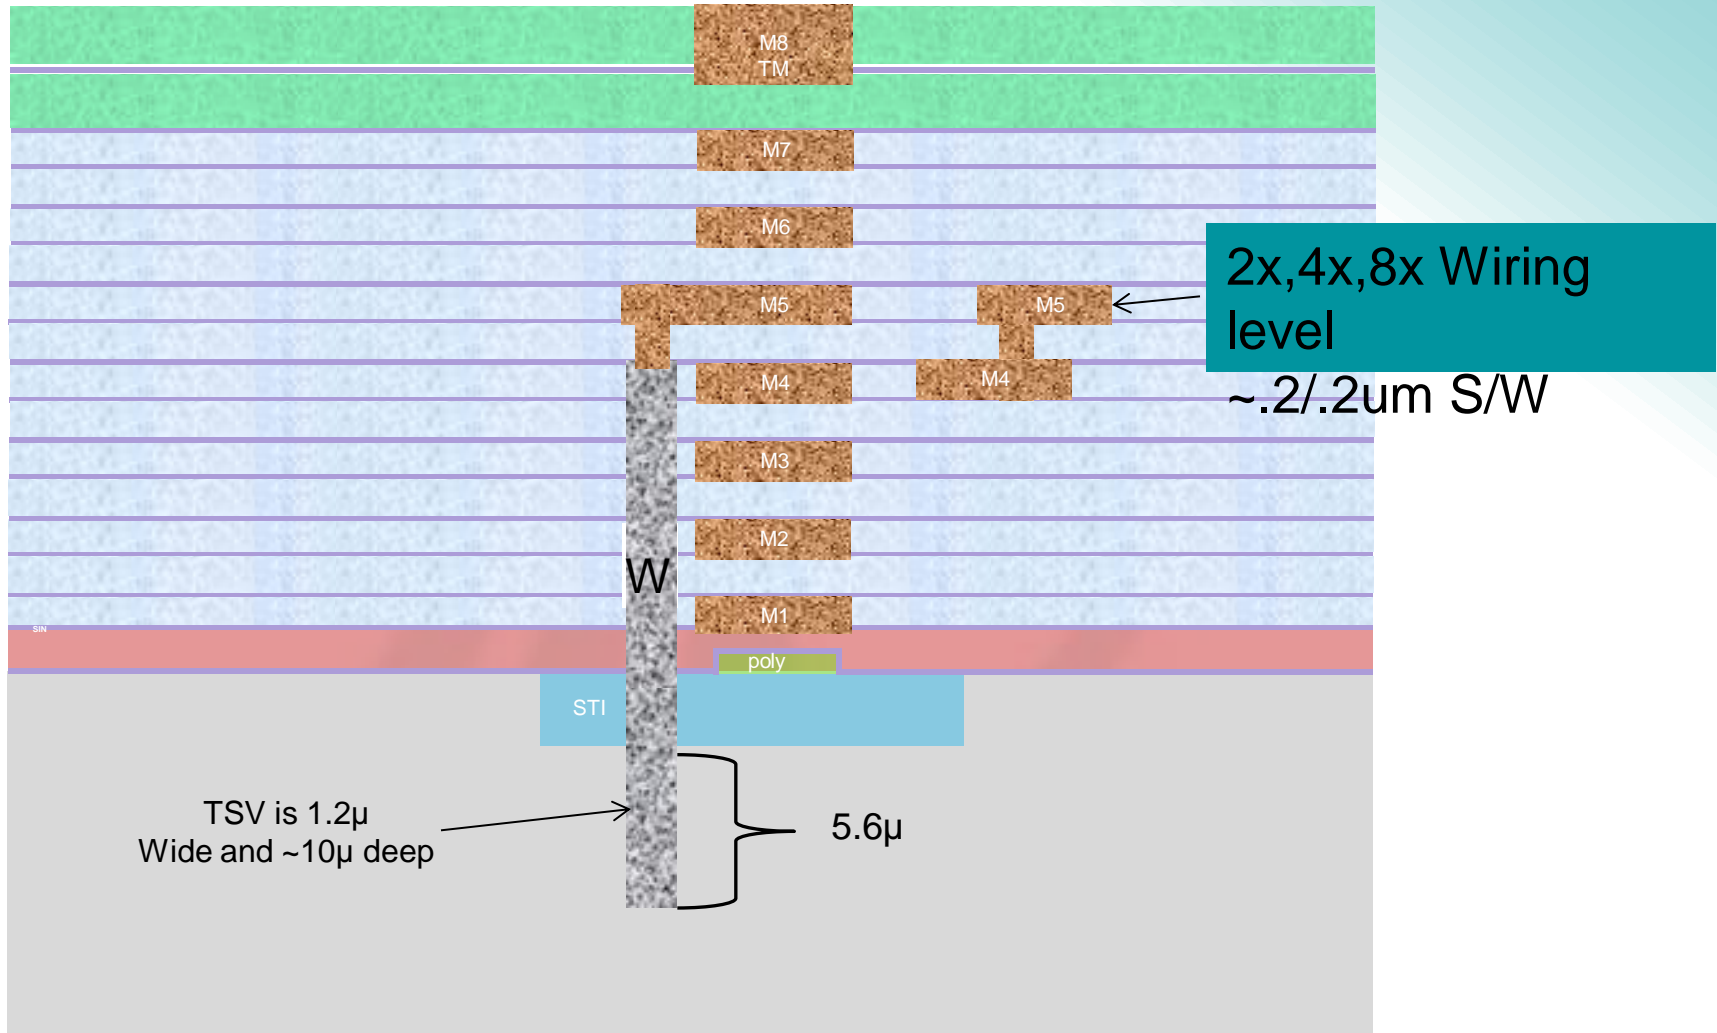 M8
TM
M7
M6
2x,4x,8x Wiring
level
~.2/.2um S/W
M5
M5
M4
M4
M3
M2
W
M1
SIN
poly
STI
TSV is 1.2µ
Wide and ~10µ deep
5.6µ